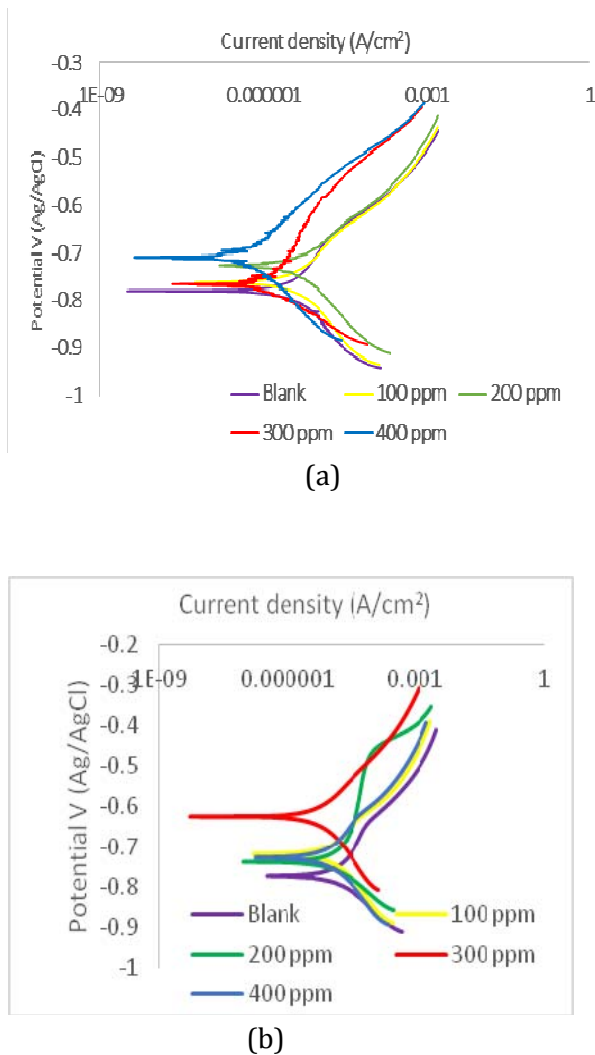 Current density (A/cm²)
-0.3
1E-09 0.000001 0.001 1
-0.4
-0.5
-0.6
-0.7
-0.8
-0.9
-1
Potential V (Ag/AgCl)
Blank 100 ppm 200 ppm
300 ppm 400 ppm
(a)
Current density (A/cm²)
-0.2
-0.3
1E-09 0.000001 0.001 1
-0.4
-0.5
-0.6
-0.7
-0.8
-0.9
-1
Potential V (Ag/AgCl)
Blank 100 ppm
200 ppm 300 ppm
400 ppm
(b)